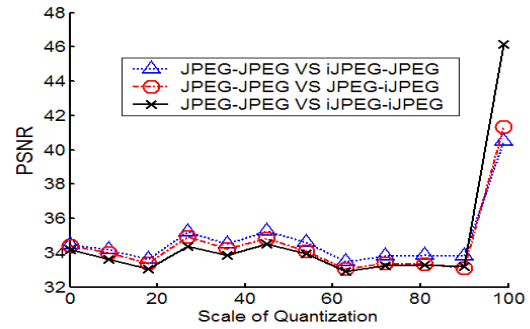 48
46
44
42
40
38
36
34
32
PSNR
JPEG-JPEG VS iJPEG-JPEG
JPEG-JPEG VS JPEG-iJPEG
JPEG-JPEG VS iJPEG-iJPEG
0 20 40 60 80 100
Scale of Quantization